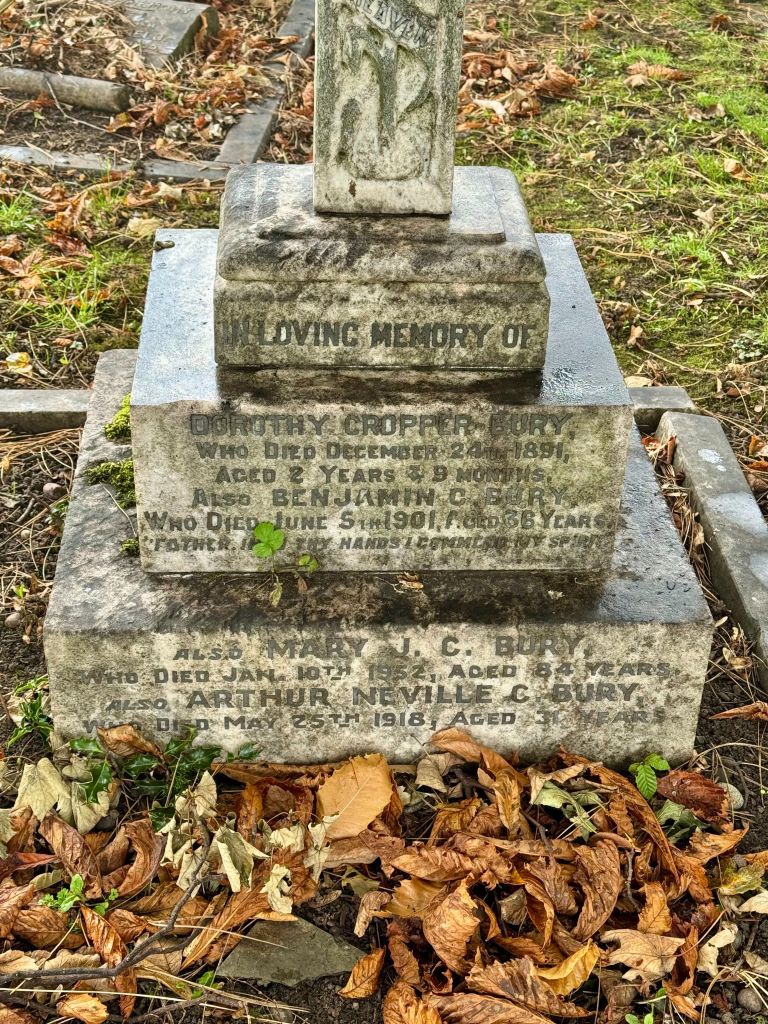 HEAVEN
IN LOVING MEMORY OF
DOROTHY CROPPER BURY,
WHO DIED DECEMBER 24TH 1891,
AGED 2 YEARS & 9 MONTHS.
ALSO BENJAMIN C. BURY,
WHO DIED JUNE 5TH 1901, AGED 36 YEARS.
"FATHER, INTO THY HANDS I COMMEND MY SPIRIT"
ALSO MARY J. C. BURY,
WHO DIED JAN. 10TH 1952, AGED 84 YEARS.
ALSO ARTHUR NEVILLE C. BURY,
WHO DIED MAY 25TH 1918, AGED 31 YEARS